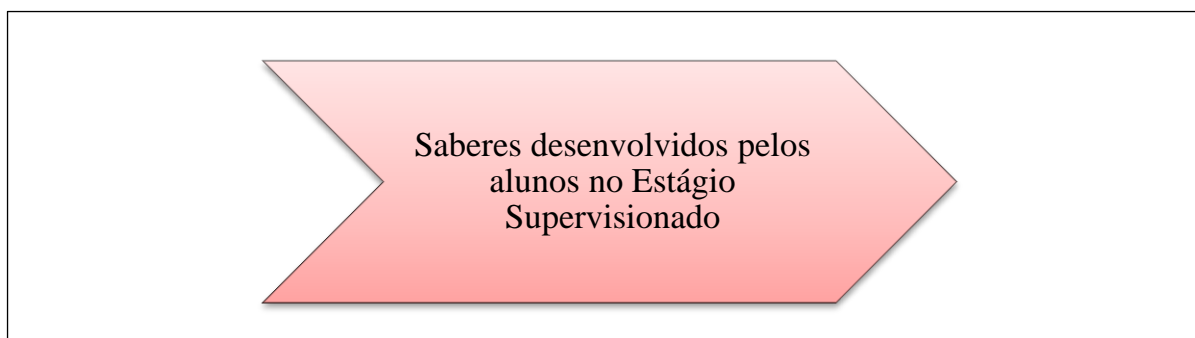 Saberes desenvolvidos pelos
alunos no Estágio
Supervisionado